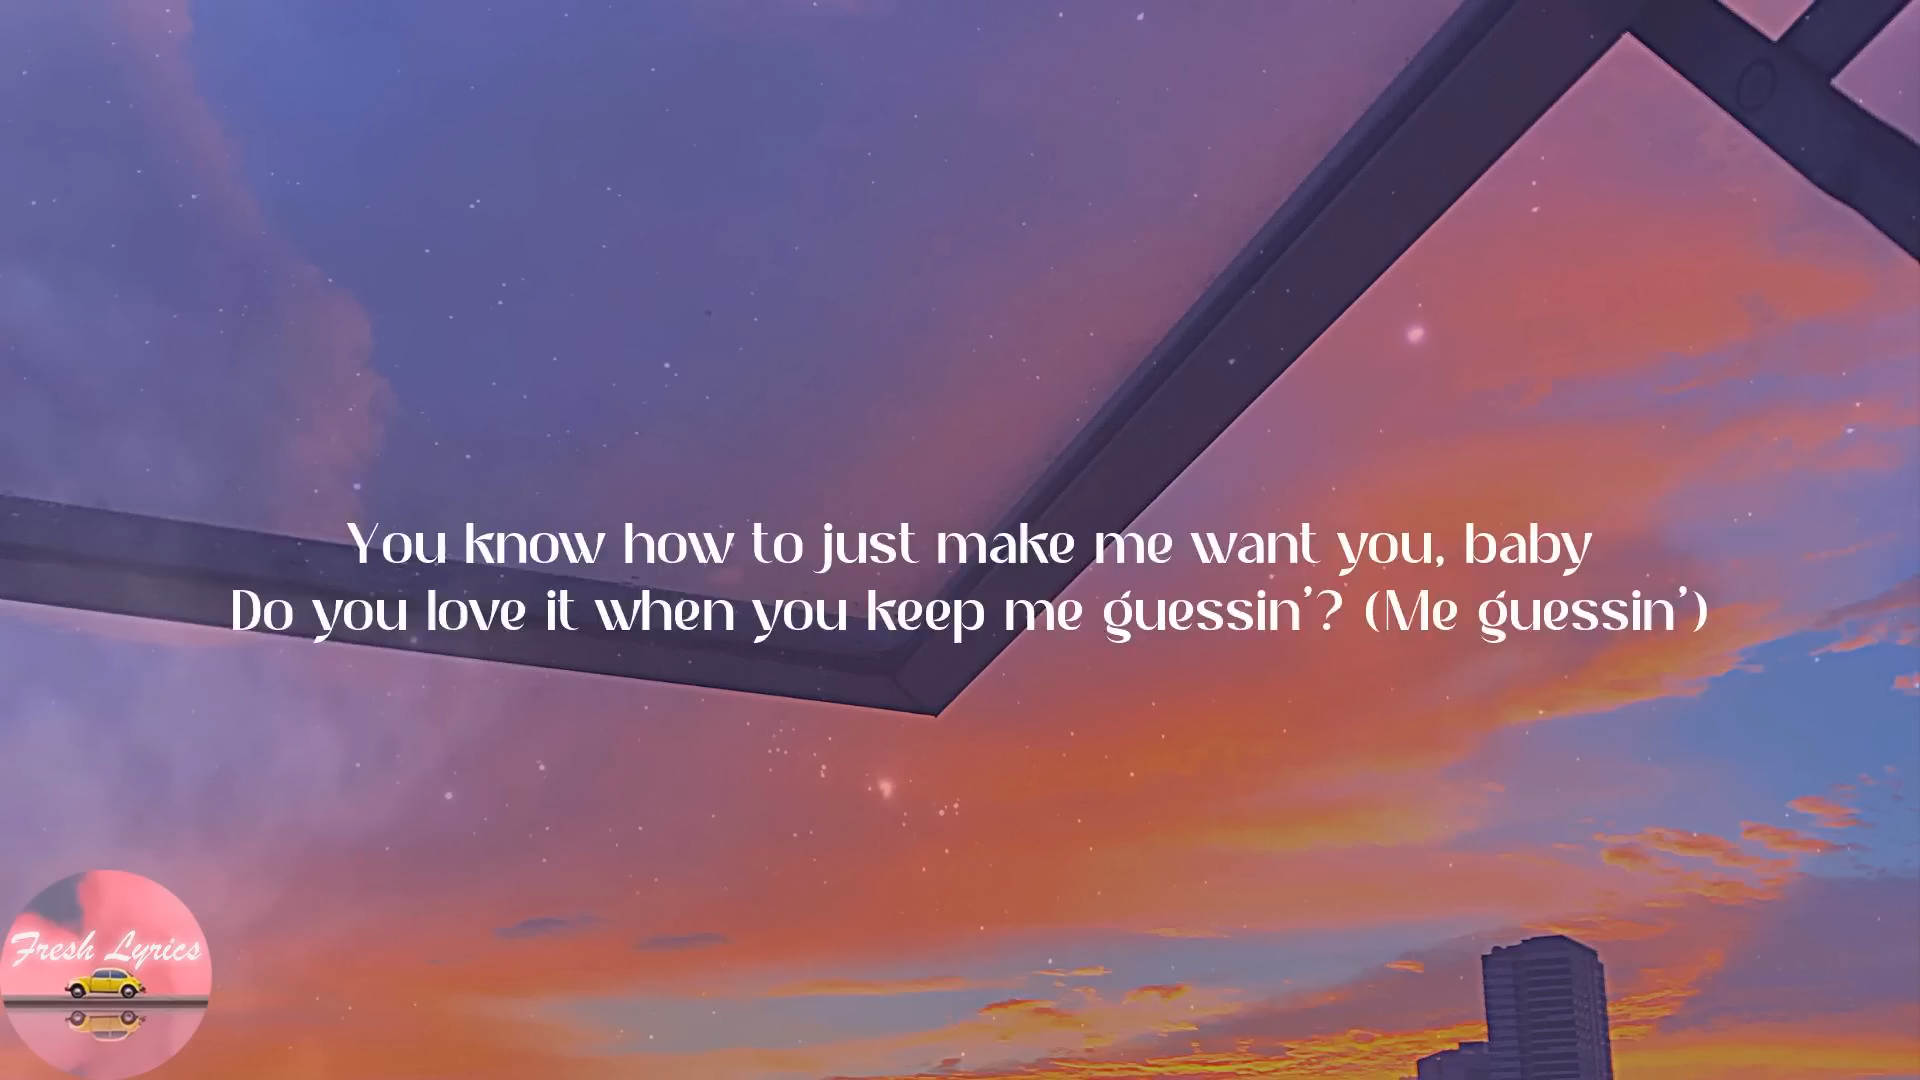 You know how to just make me want you, baby
Do you love it when you keep me guessin'? (Me guessin')
Fresh Lyrics